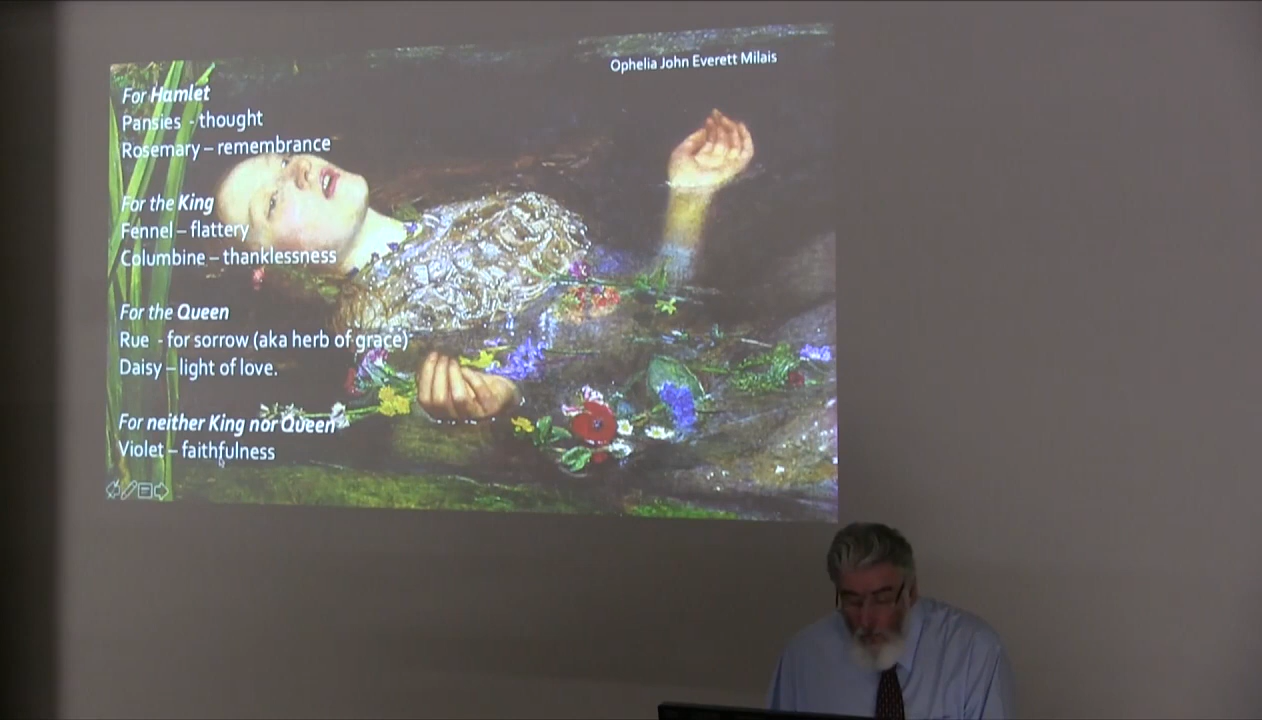 Ophelia John Everett Milais
For Hamlet
Pansies - thought
Rosemary – remembrance
For the King
Fennel – flattery
Columbine – thanklessness
For the Queen
Rue - for sorrow (aka herb of grace)
Daisy – light of love.
For neither King nor Queen
Violet – faithfulness